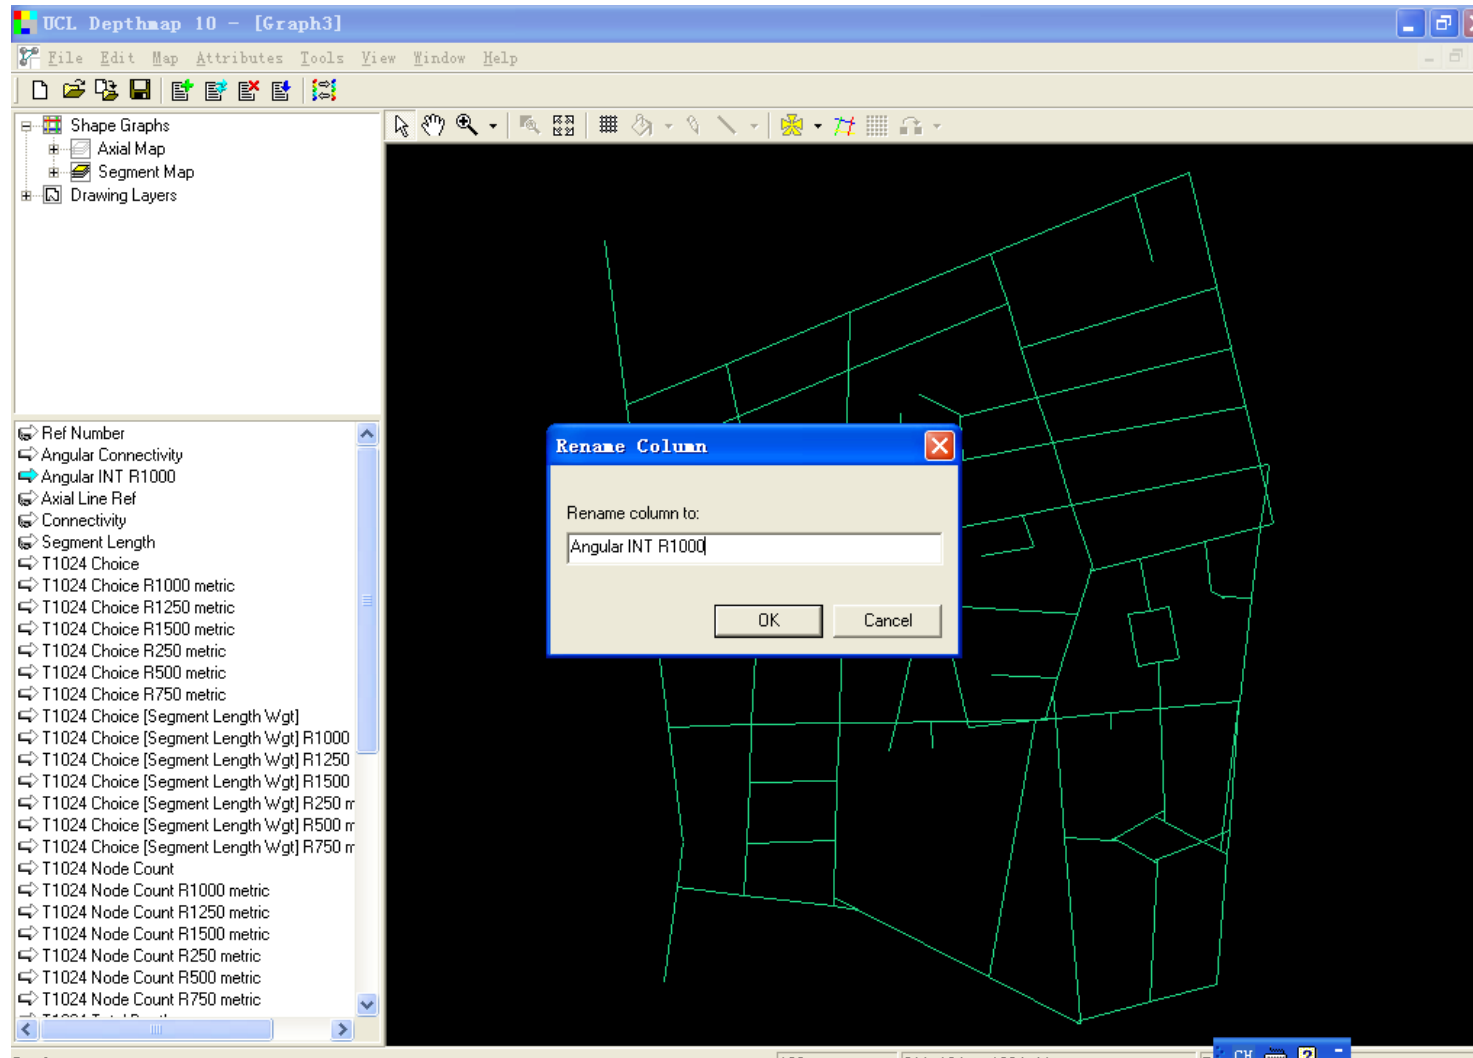 UCL Depthmap 10 - [Graph3]
File Edit Map Attributes Tools View Window Help
Shape Graphs
Axial Map
Segment Map
Drawing Layers
Ref Number
Angular Connectivity
Angular INT R1000
Axial Line Ref
Connectivity
Segment Length
T1024 Choice
T1024 Choice R1000 metric
T1024 Choice R1250 metric
T1024 Choice R1500 metric
T1024 Choice R250 metric
T1024 Choice R500 metric
T1024 Choice R750 metric
T1024 Choice [Segment Length Wgt]
T1024 Choice [Segment Length Wgt] R1000
T1024 Choice [Segment Length Wgt] R1250
T1024 Choice [Segment Length Wgt] R1500
T1024 Choice [Segment Length Wgt] R250 m
T1024 Choice [Segment Length Wgt] R500 m
T1024 Choice [Segment Length Wgt] R750 m
T1024 Node Count
T1024 Node Count R1000 metric
T1024 Node Count R1250 metric
T1024 Node Count R1500 metric
T1024 Node Count R250 metric
T1024 Node Count R500 metric
T1024 Node Count R750 metric
Rename Column
Rename column to:
Angular INT R1000
OK Cancel
CH